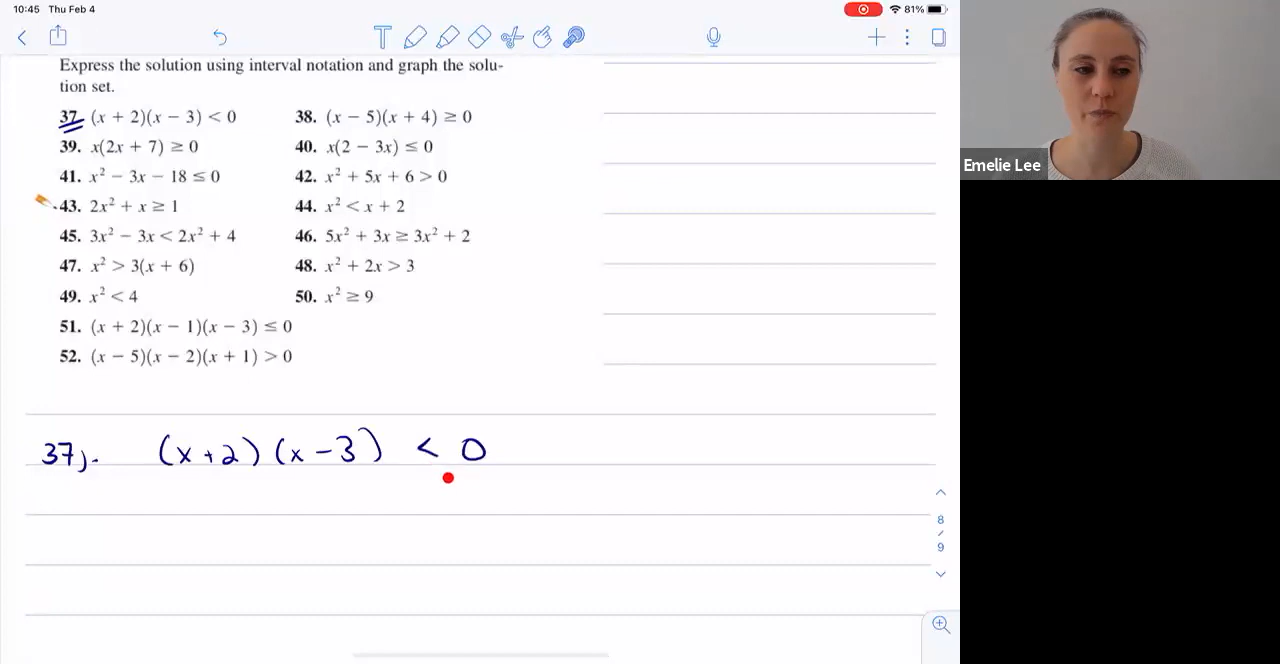 10:45 Thu Feb 4
81%
T
Express the solution using interval notation and graph the solu-
tion set.
37. (x + 2)(x − 3) < 0
38. (x − 5)(x + 4) ≥ 0
39. x(2x + 7) ≥ 0
40. x(2 − 3x) ≤ 0
41. x² − 3x − 18 ≤ 0
42. x² + 5x + 6 > 0
43. 2x² + x ≥ 1
44. x² < x + 2
45. 3x² − 3x < 2x² + 4
46. 5x² + 3x ≥ 3x² + 2
47. x² > 3(x + 6)
48. x² + 2x > 3
49. x² < 4
50. x² ≥ 9
51. (x + 2)(x − 1)(x − 3) ≤ 0
52. (x − 5)(x − 2)(x + 1) > 0
37). (x+2)(x−3) < 0
8
/
9
Emelie Lee